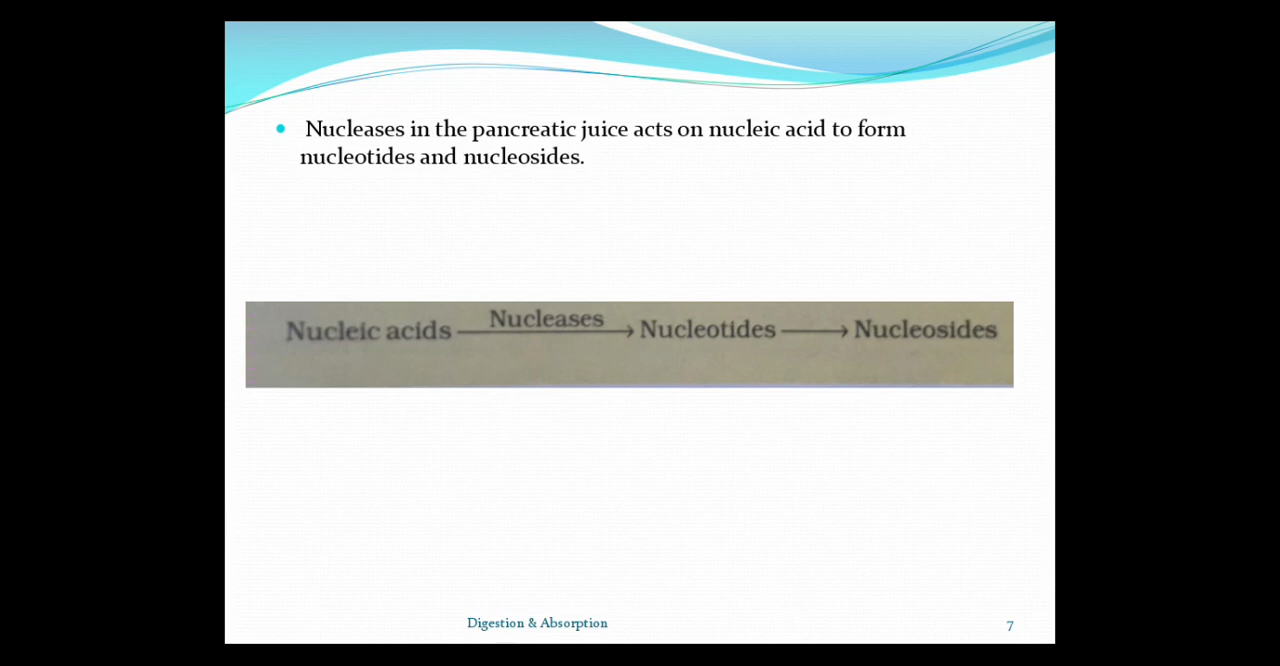 Nucleases in the pancreatic juice acts on nucleic acid to form
nucleotides and nucleosides.
Nucleases
Nucleic acids → Nucleotides → Nucleosides
Digestion & Absorption 7